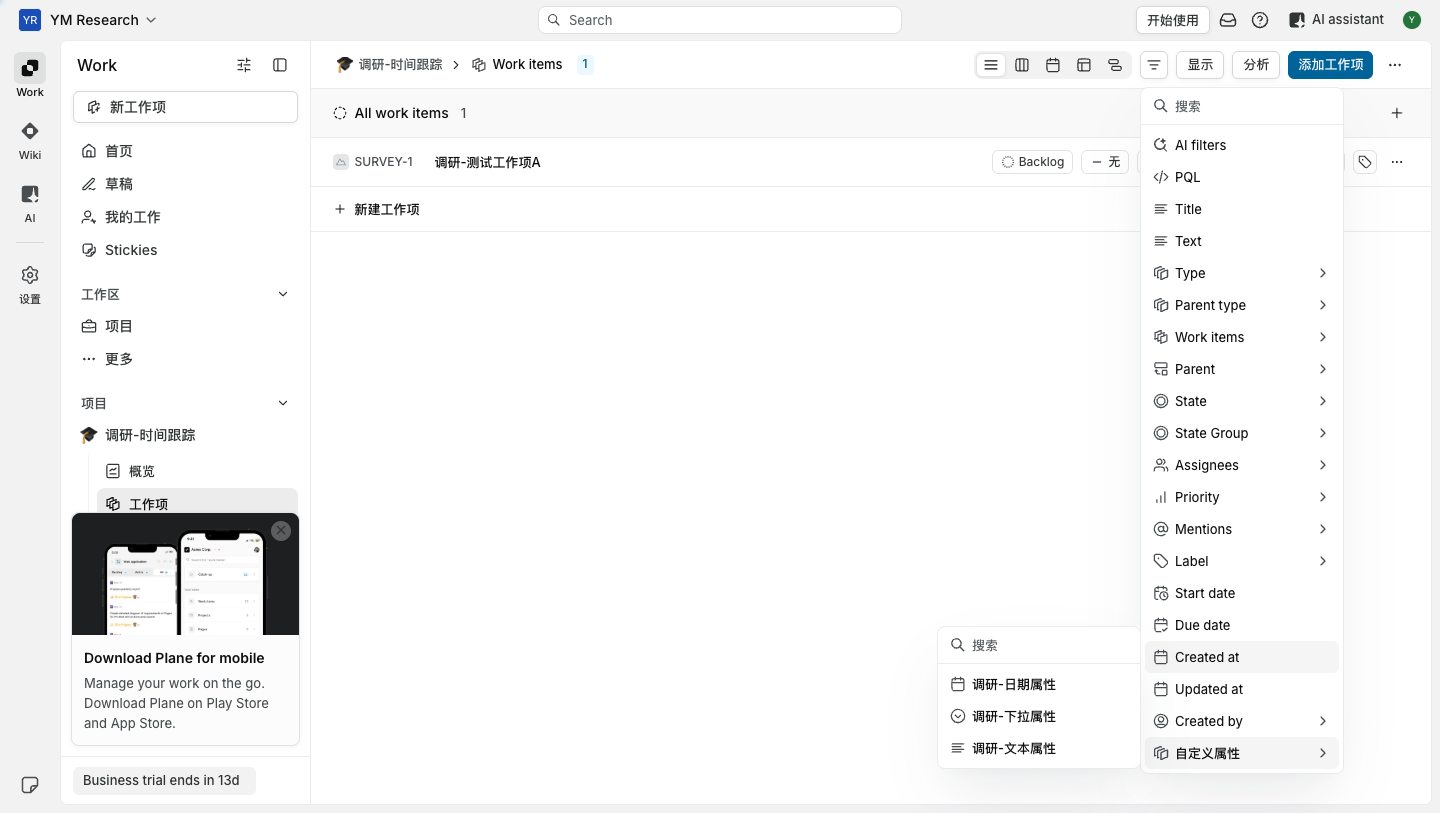 YR YM Research
Search
开始使用
AI assistant
Y
Work
Wiki
AI
设置
Work
新工作项
首页
草稿
我的工作
Stickies
工作区
项目
更多
项目
调研-时间跟踪
概览
工作项
Download Plane for mobile
Manage your work on the go.
Download Plane on Play Store
and App Store.
Business trial ends in 13d
调研-时间跟踪 Work items 1
显示
分析
添加工作项
All work items 1
SURVEY-1 调研-测试工作项A
Backlog
无
新建工作项
搜索
AI filters
PQL
Title
Text
Type
Parent type
Work items
Parent
State
State Group
Assignees
Priority
Mentions
Label
Start date
Due date
Created at
Updated at
Created by
自定义属性
搜索
调研-日期属性
调研-下拉属性
调研-文本属性